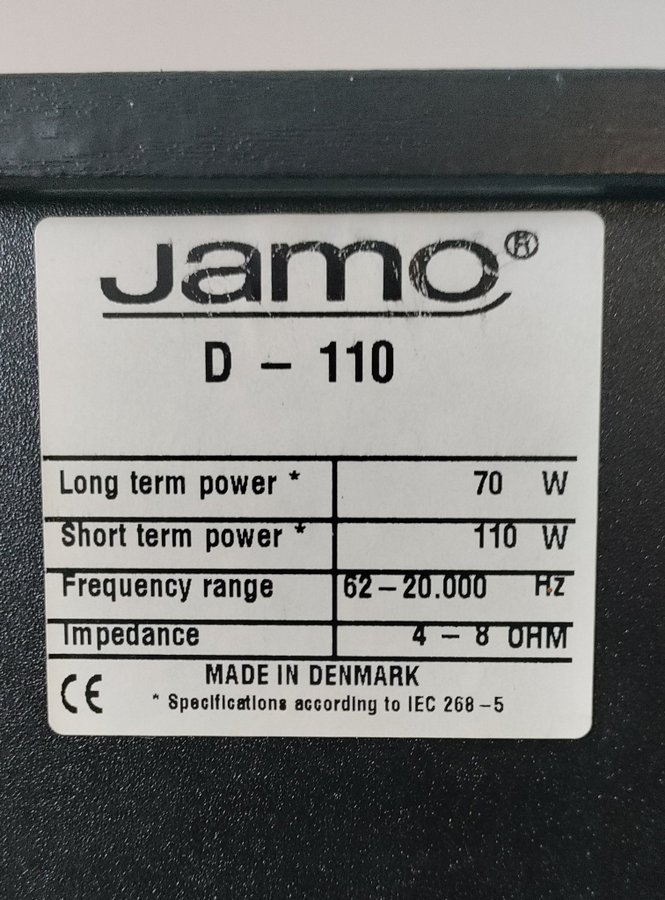 Jamo®
D – 110
Long term power * 70 W
Short term power * 110 W
Frequency range 62–20.000 Hz
Impedance 4 – 8 OHM
CE MADE IN DENMARK
* Specifications according to IEC 268–5